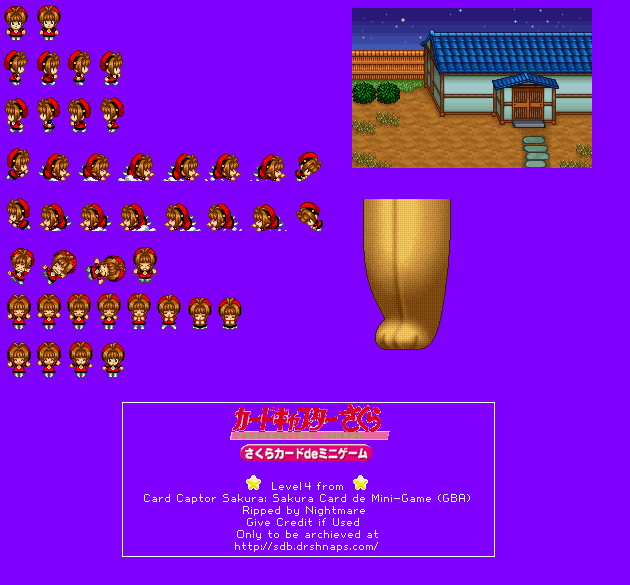 カードキャプターさくら
さくらカードdeミニゲーム
Level 4 from
Card Captor Sakura: Sakura Card de Mini-Game (GBA)
Ripped by Nightmare
Give Credit if Used
Only to be archieved at
http://sdb.drshnaps.com/